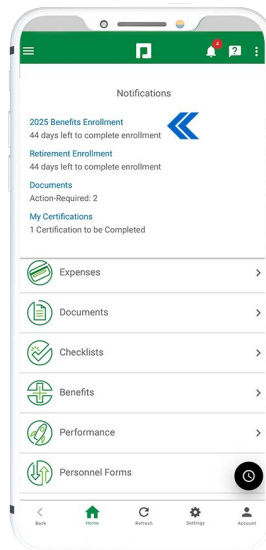 4
?
Notifications
2025 Benefits Enrollment
44 days left to complete enrollment
Retirement Enrollment
44 days left to complete enrollment
Documents
Action-Required: 2
My Certifications
1 Certification to be Completed
Expenses
Documents
Checklists
Benefits
Performance
Personnel Forms
Back Home Refresh Settings Account